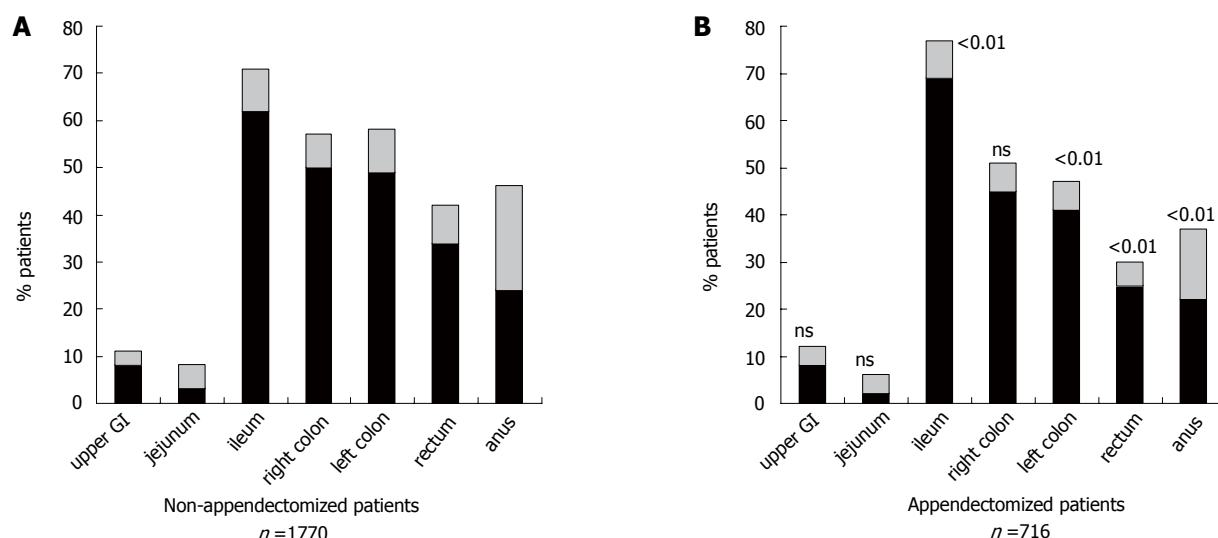 A
80
70
60
50
40
30
20
10
0
% patients
upper GI
jejunum
ileum
right colon
left colon
rectum
anus
Non-appendectomized patients
n =1770
B
80
70
60
50
40
30
20
10
0
% patients
ns
ns
<0.01
ns
<0.01
<0.01
<0.01
upper GI
jejunum
ileum
right colon
left colon
rectum
anus
Appendectomized patients
n =716